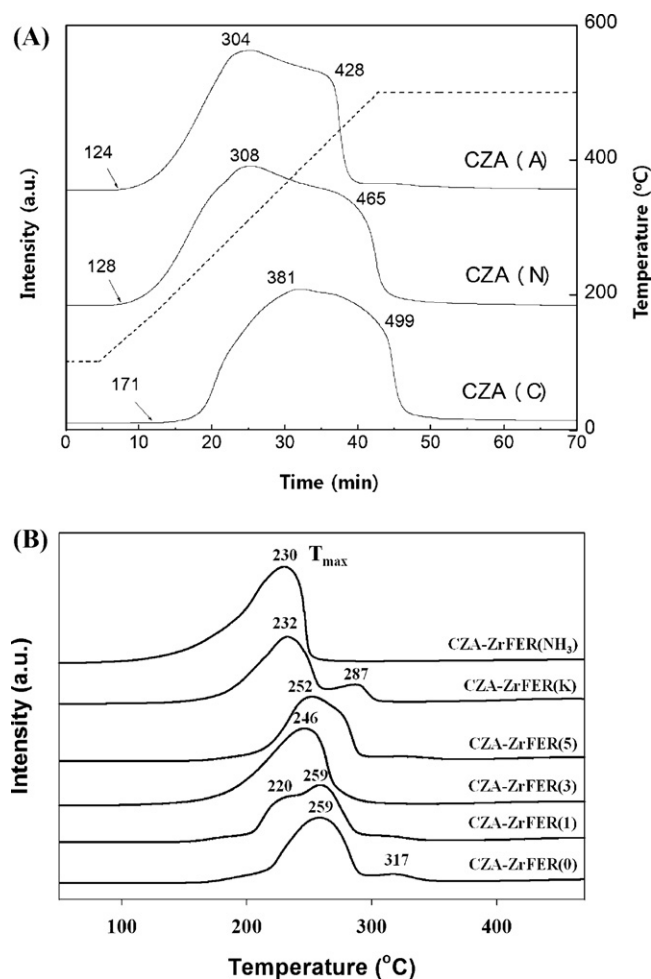 (A)
304
428
124
CZA ( A )
308
465
128
CZA ( N )
381
499
171
CZA ( C )
600
400
200
0
0 10 20 30 40 50 60 70
Intensity (a.u.)
Temperature (ºC)
Time (min)
(B)
230 Tmax
CZA-ZrFER(NH3)
232
287
CZA-ZrFER(K)
252
CZA-ZrFER(5)
246
CZA-ZrFER(3)
220 259
CZA-ZrFER(1)
259
317
CZA-ZrFER(0)
Intensity (a.u.)
100 200 300 400
Temperature (oC)